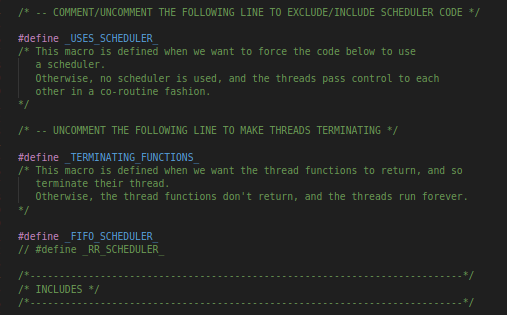 /* -- COMMENT/UNCOMMENT THE FOLLOWING LINE TO EXCLUDE/INCLUDE SCHEDULER CODE */
#define _USES_SCHEDULER_
/* This macro is defined when we want to force the code below to use
a scheduler.
Otherwise, no scheduler is used, and the threads pass control to each
other in a co-routine fashion.
*/
/* -- UNCOMMENT THE FOLLOWING LINE TO MAKE THREADS TERMINATING */
#define _TERMINATING_FUNCTIONS_
/* This macro is defined when we want the thread functions to return, and so
terminate their thread.
Otherwise, the thread functions don't return, and the threads run forever.
*/
#define _FIFO_SCHEDULER_
// #define _RR_SCHEDULER_
/*--------------------------------------------------------------------------*/
/* INCLUDES */
/*--------------------------------------------------------------------------*/